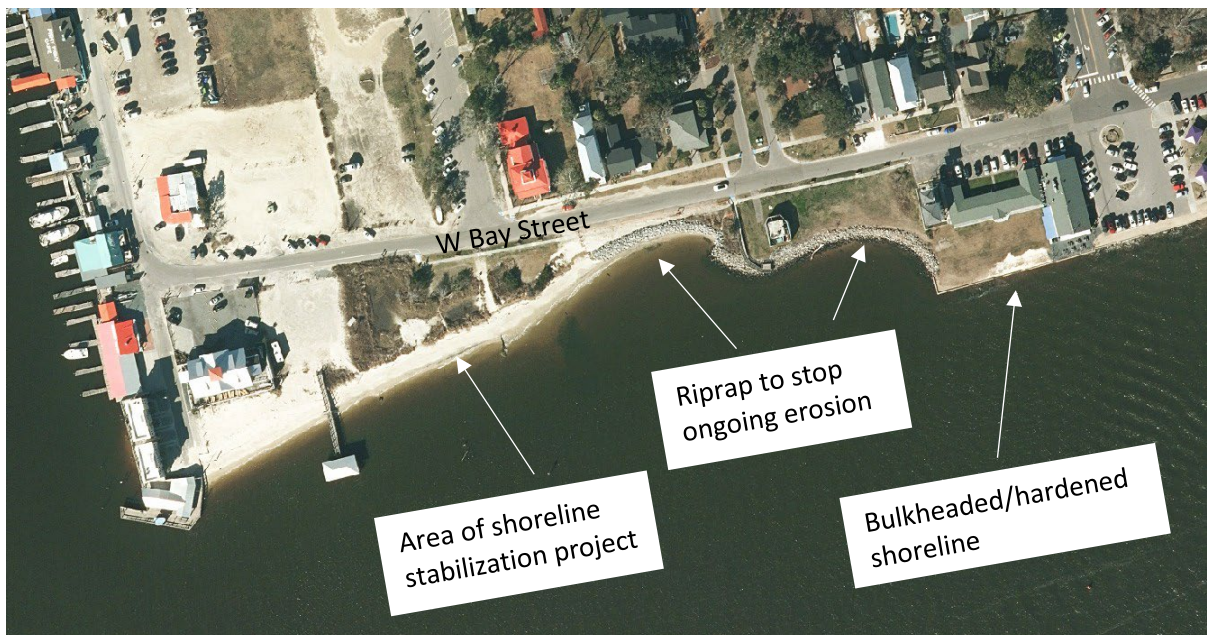 W Bay Street
Riprap to stop
ongoing erosion
Area of shoreline
stabilization project
Bulkheaded/hardened
shoreline